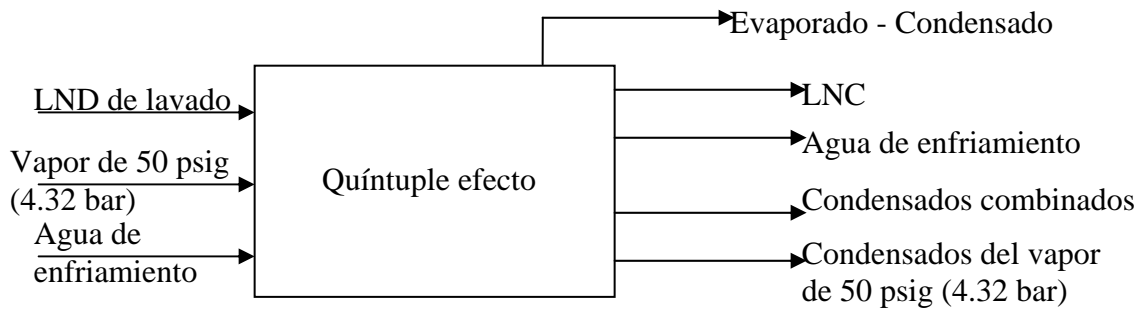 Evaporado - Condensado
LND de lavado
Vapor de 50 psig
(4.32 bar)
Agua de
enfriamiento
Quíntuple efecto
LNC
Agua de enfriamiento
Condensados combinados
Condensados del vapor
de 50 psig (4.32 bar)